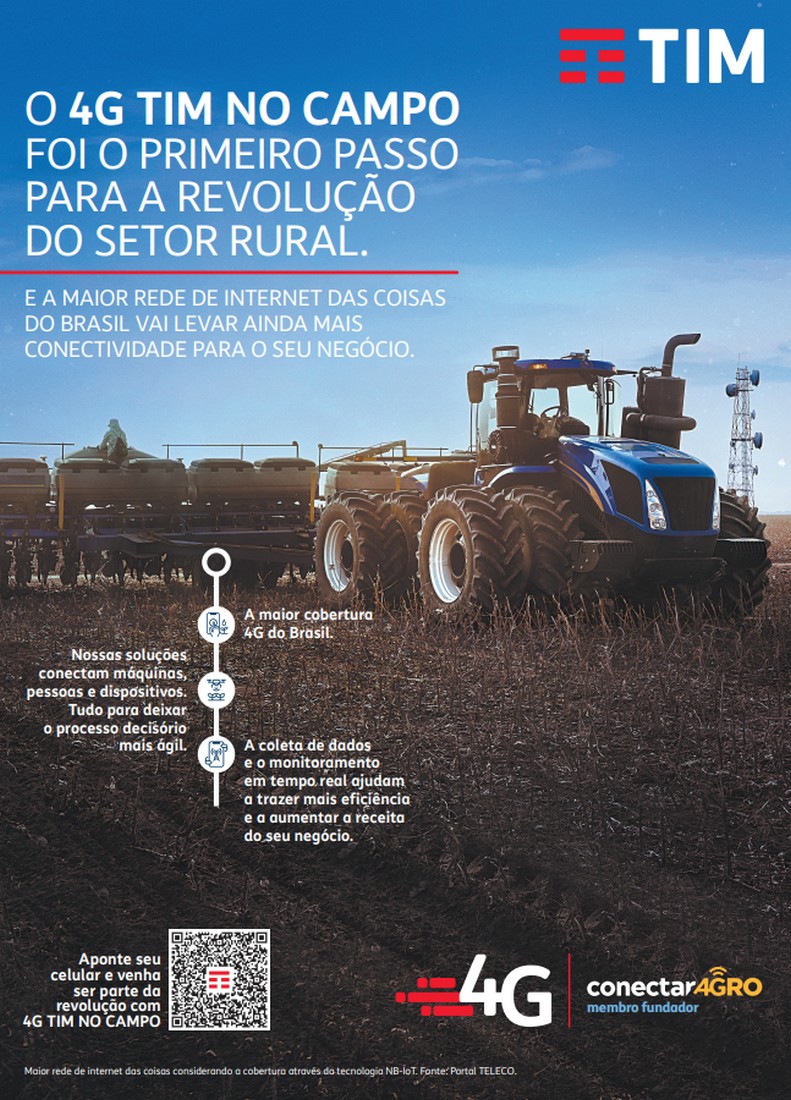 TIM
O 4G TIM NO CAMPO
FOI O PRIMEIRO PASSO
PARA A REVOLUÇÃO
DO SETOR RURAL.
E A MAIOR REDE DE INTERNET DAS COISAS
DO BRASIL VAI LEVAR AINDA MAIS
CONECTIVIDADE PARA O SEU NEGÓCIO.
A maior cobertura
4G do Brasil.
Nossas soluções
conectam máquinas,
pessoas e dispositivos.
Tudo para deixar
o processo decisório
mais ágil.
A coleta de dados
e o monitoramento
em tempo real ajudam
a trazer mais eficiência
e a aumentar a receita
do seu negócio.
Aponte seu
celular e venha
ser parte da
revolução com
4G TIM NO CAMPO
4G
conectarAGRO
membro fundador
Maior rede de internet das coisas considerando a cobertura através da tecnologia NB-IoT. Fonte: Portal TELECO.